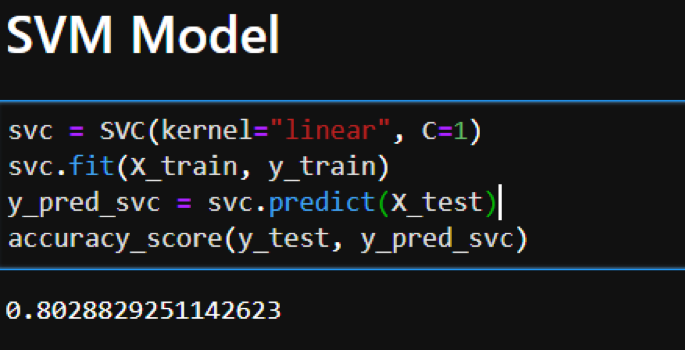 SVM Model
svc = SVC(kernel="linear", C=1)
svc.fit(X_train, y_train)
y_pred_svc = svc.predict(X_test)
accuracy_score(y_test, y_pred_svc)
0.8028829251142623